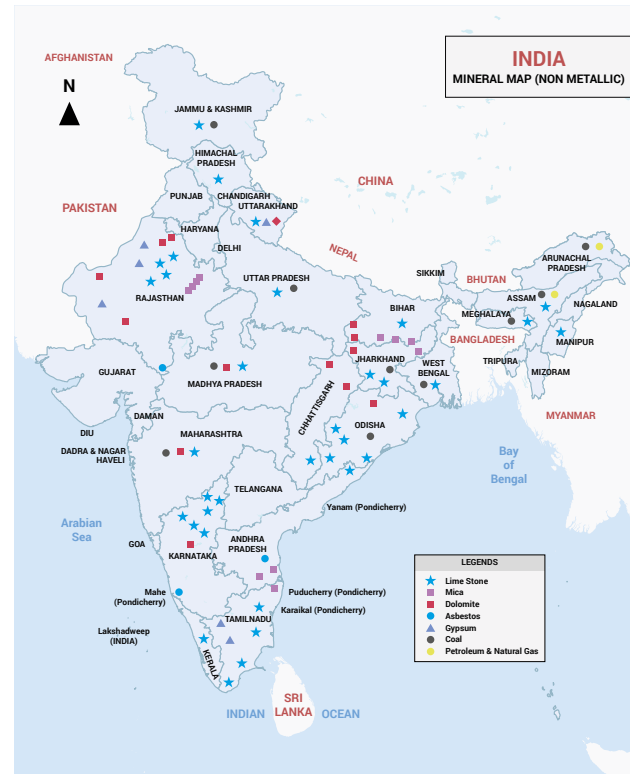 AFGHANISTAN
INDIA
MINERAL MAP (NON METALLIC)
N
JAMMU & KASHMIR
HIMACHAL
PRADESH
CHINA
PUNJAB
CHANDIGARH
UTTARAKHAND
PAKISTAN
HARYANA
DELHI
NEPAL
ARUNACHAL
PRADESH
SIKKIM
BHUTAN
UTTAR PRADESH
RAJASTHAN
ASSAM
NAGALAND
BIHAR
MEGHALAYA
BANGLADESH
MANIPUR
JHARKHAND
WEST
BENGAL
TRIPURA
MIZORAM
GUJARAT
MADHYA PRADESH
CHHATTISGARH
DAMAN
MYANMAR
DIU
MAHARASHTRA
ODISHA
DADRA & NAGAR
HAVELI
Bay
of
Bengal
TELANGANA
Yanam (Pondicherry)
Arabian
Sea
GOA
ANDHRA
PRADESH
KARNATAKA
LEGENDS
Lime Stone
Mica
Dolomite
Asbestos
Gypsum
Coal
Petroleum & Natural Gas
Mahe
(Pondicherry)
Puducherry (Pondicherry)
Karaikal (Pondicherry)
TAMILNADU
Lakshadweep
(INDIA)
KERALA
SRI
LANKA
INDIAN OCEAN